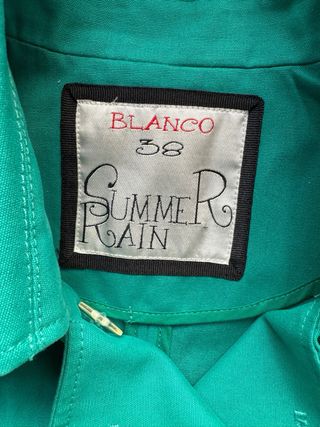 BLANCO
38
SUMMER
RAIN